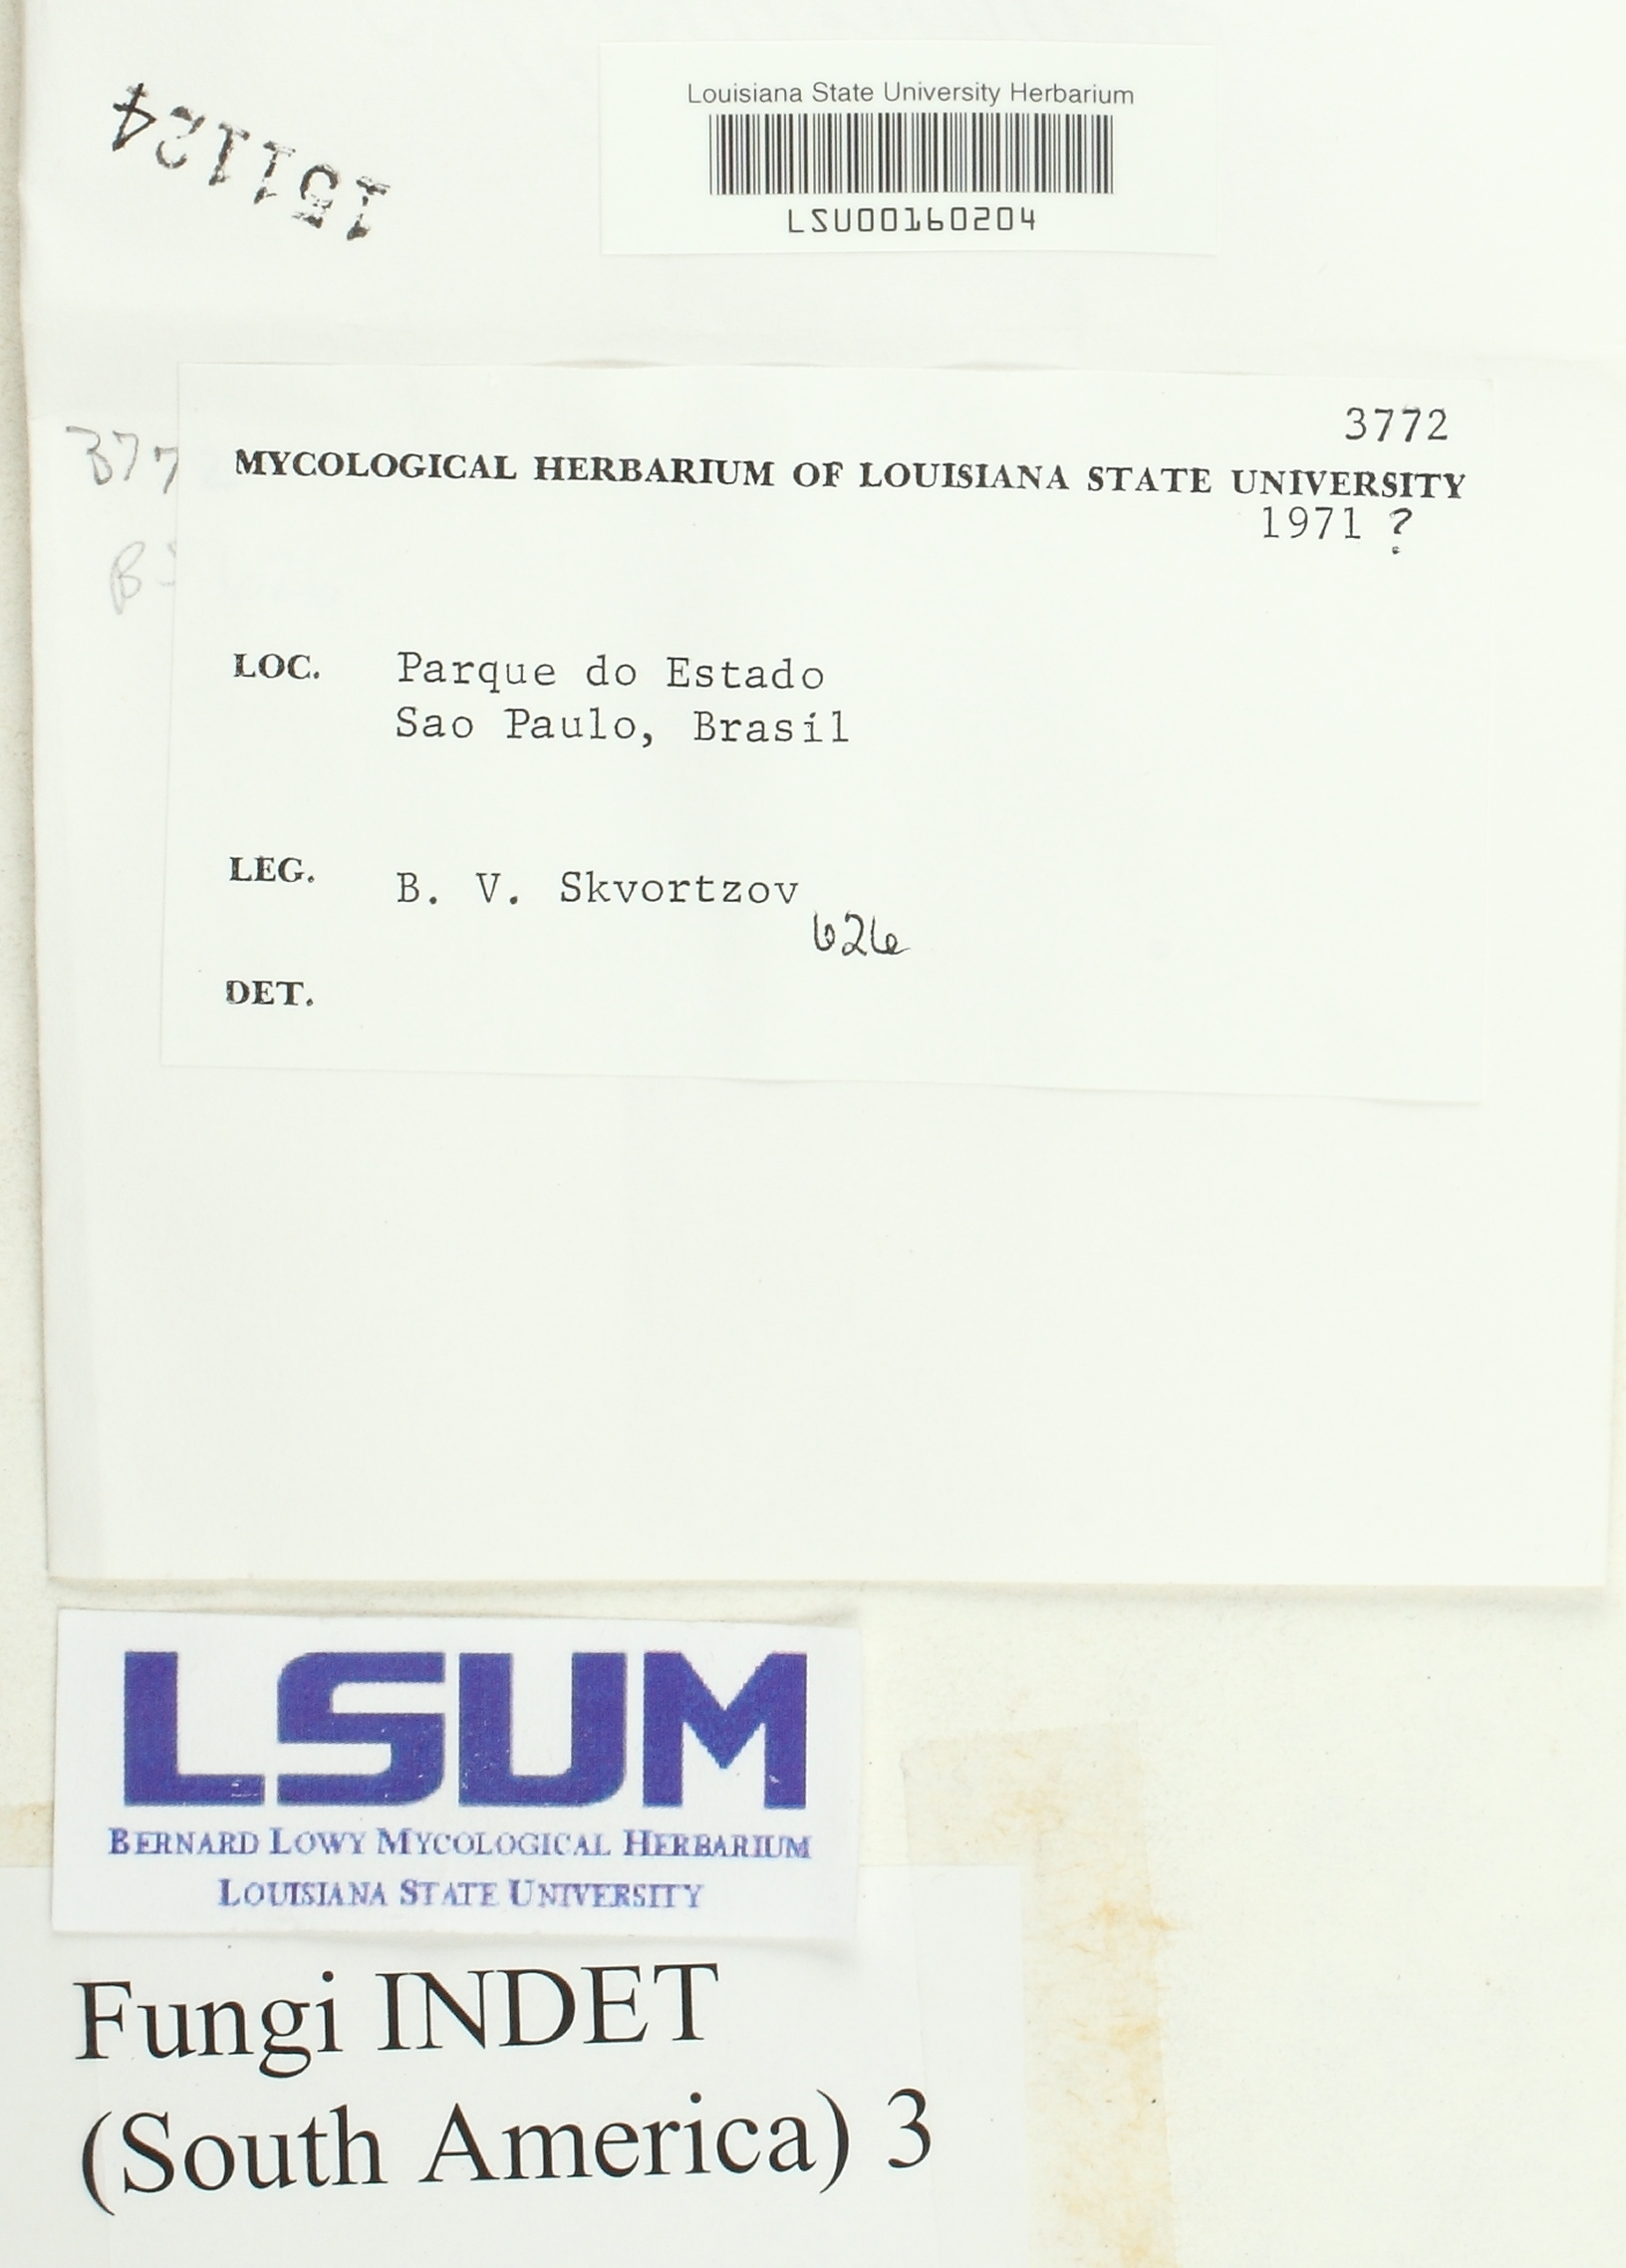 Louisiana State University Herbarium
LSU00160204
151124
3772
MYCOLOGICAL HERBARIUM OF LOUISIANA STATE UNIVERSITY
1971 ?
377
B
LOC. Parque do Estado
Sao Paulo, Brasil
LEG. B. V. Skvortzov
626
DET.
LSUM
BERNARD LOWY MYCOLOGICAL HERBARIUM
LOUISIANA STATE UNIVERSITY
Fungi INDET
(South America) 3